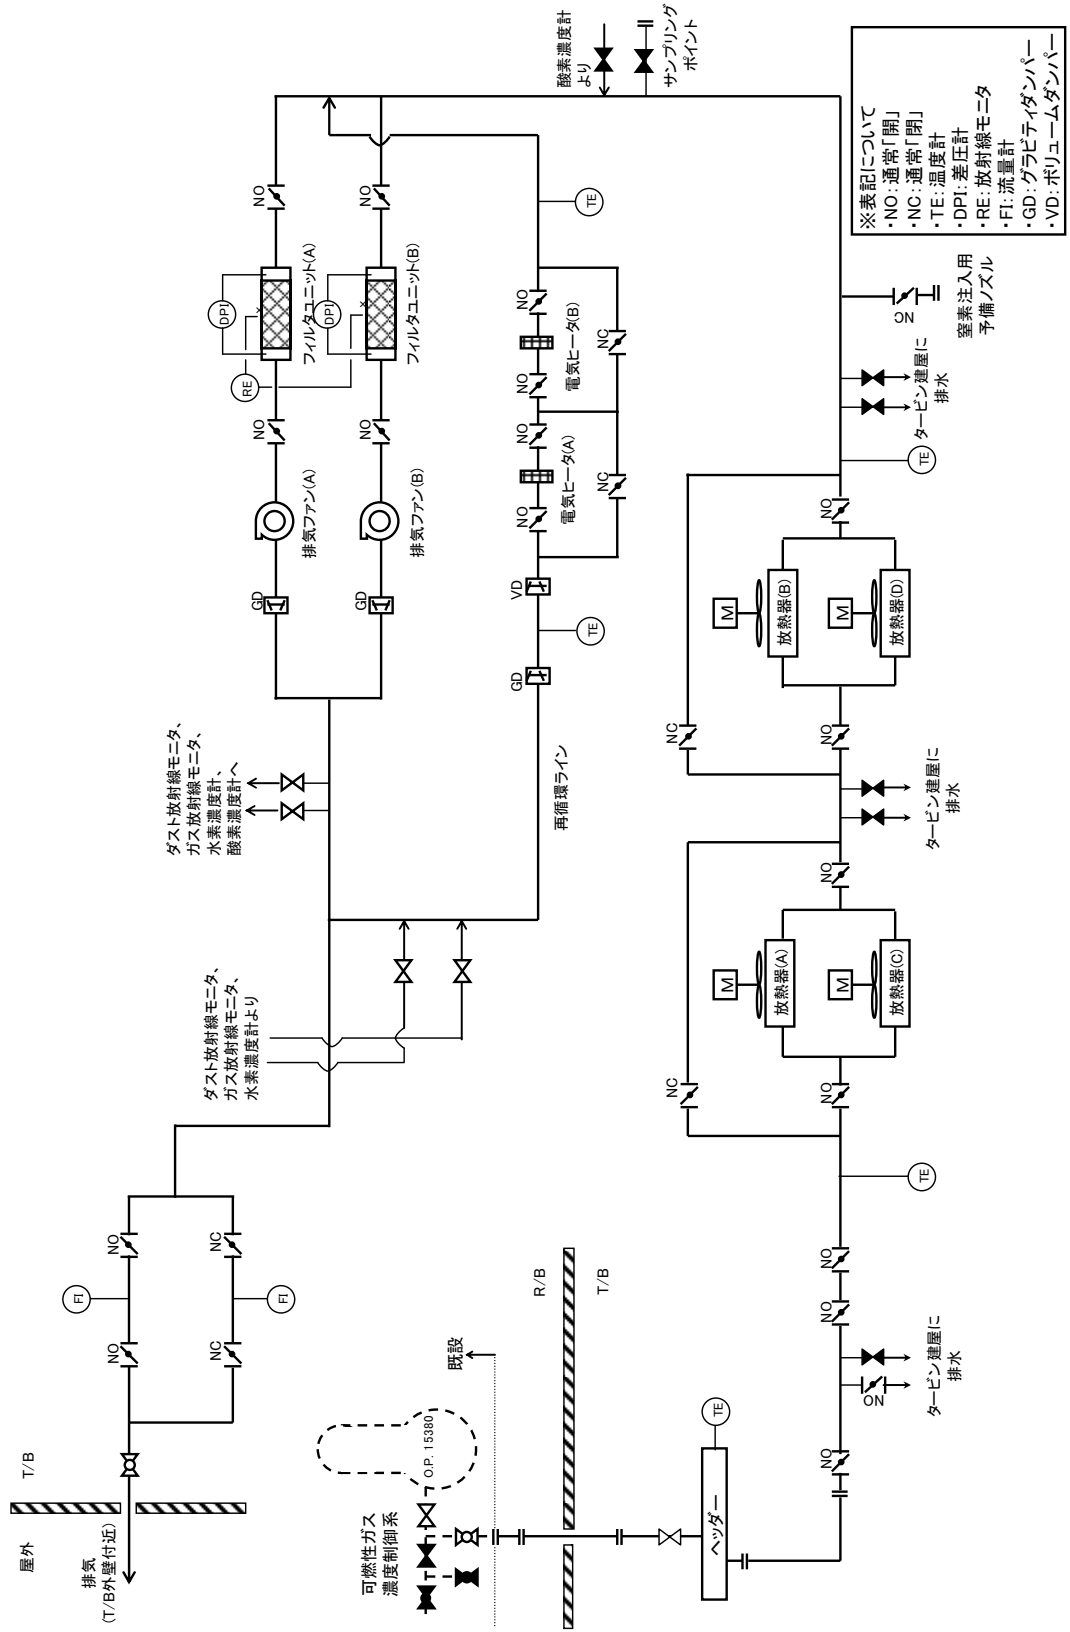 屋外
T/B
排気
(T/B外壁付近)
NO
FI
NO
NC
FI
NC
ダスト放射線モニタ、
ガス放射線モニタ、
水素濃度計より
ダスト放射線モニタ、
ガス放射線モニタ、
水素濃度計、
酸素濃度計へ
GD
排気ファン(A)
NO
RE
DPI
フィルタユニット(A)
NO
GD
排気ファン(B)
NO
DPI
フィルタユニット(B)
NO
再循環ライン
GD
TE
VD
NO
電気ヒータ(A)
NO
NC
NO
電気ヒータ(B)
NO
NC
TE
酸素濃度計
より
サンプリング
ポイント
可燃性ガス
濃度制御系
O.P. 15380
既設
R/B
T/B
ヘッダー
TE
NO
NO
タービン建屋に
排水
NO
NO
TE
NC
NO
M
放熱器(A)
M
放熱器(C)
NO
タービン建屋に
排水
NC
NO
M
放熱器(B)
M
放熱器(D)
NO
TE
タービン建屋に
排水
NC
窒素注入用
予備ノズル
※表記について
・NO：通常「開」
・NC：通常「閉」
・TE：温度計
・DPI：差圧計
・RE：放射線モニタ
・FI：流量計
・GD：グラビティダンパー
・VD：ボリュームダンパー